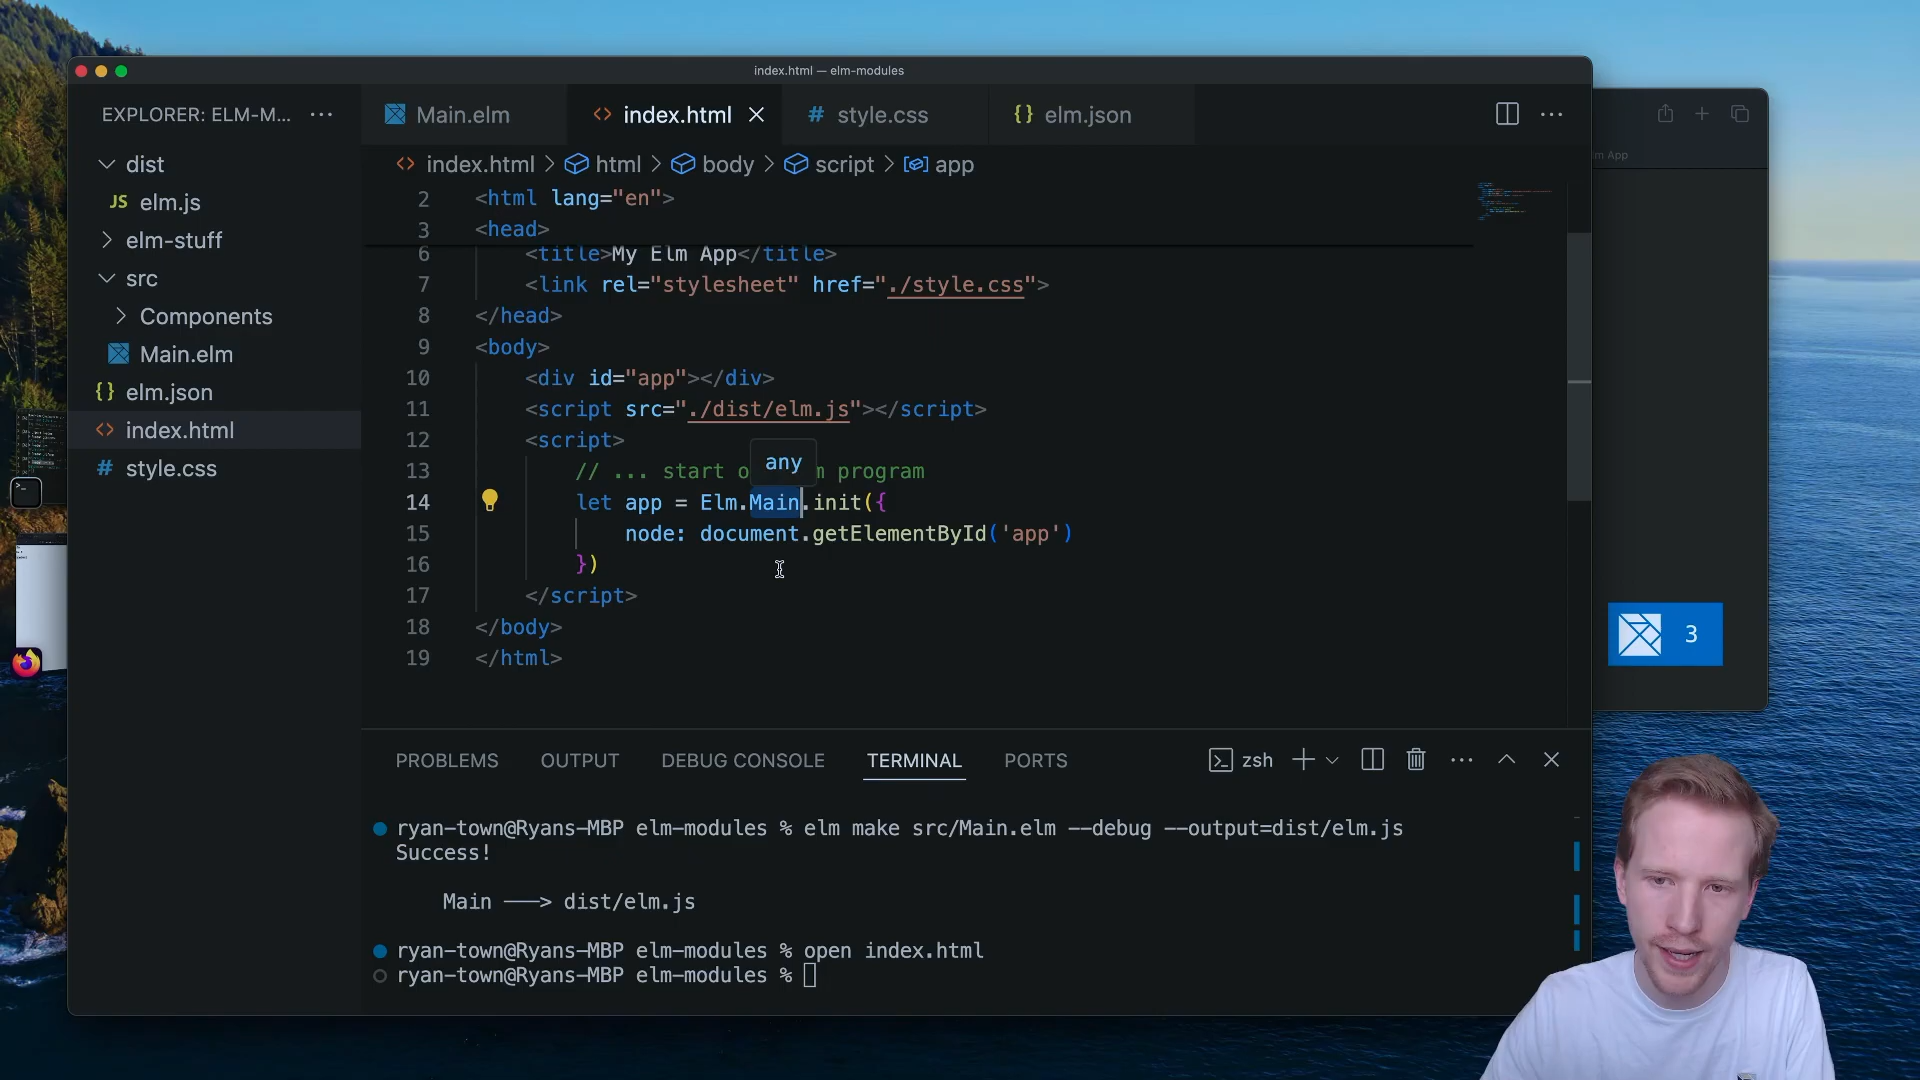 index.html — elm-modules
EXPLORER: ELM-M... ···
Main.elm
<> index.html
# style.css
{} elm.json
<> index.html > html > body > script > app
dist
JS elm.js
elm-stuff
src
Components
Main.elm
{} elm.json
<> index.html
# style.css
2 <html lang="en">
3 <head>
6 <title>My Elm App</title>
7 <link rel="stylesheet" href="./style.css">
8 </head>
9 <body>
10 <div id="app"></div>
11 <script src="./dist/elm.js"></script>
12 <script>
any
13 // ... start o m program
14 let app = Elm.Main.init({
15 node: document.getElementById('app')
16 })
17 </script>
18 </body>
19 </html>
m App
3
PROBLEMS OUTPUT DEBUG CONSOLE TERMINAL PORTS
zsh
ryan-town@Ryans-MBP elm-modules % elm make src/Main.elm --debug --output=dist/elm.js
Success!
Main ———> dist/elm.js
ryan-town@Ryans-MBP elm-modules % open index.html
ryan-town@Ryans-MBP elm-modules %